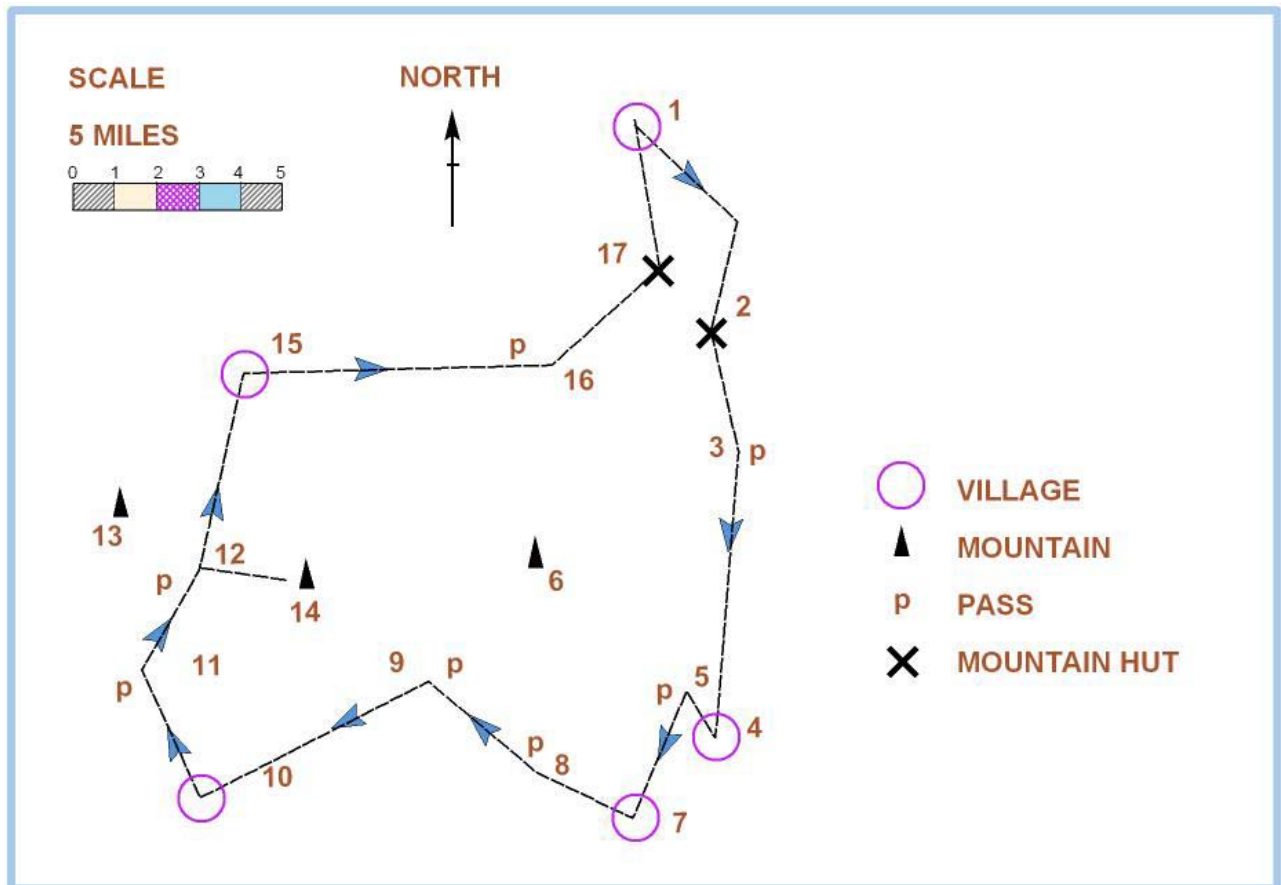 SCALE
NORTH
5 MILES
0 1 2 3 4 5
1
17
2
15
p
16
3 p
13
12
p
6
14
11
p
9 p
5
p
4
p
8
10
7
VILLAGE
MOUNTAIN
p PASS
MOUNTAIN HUT